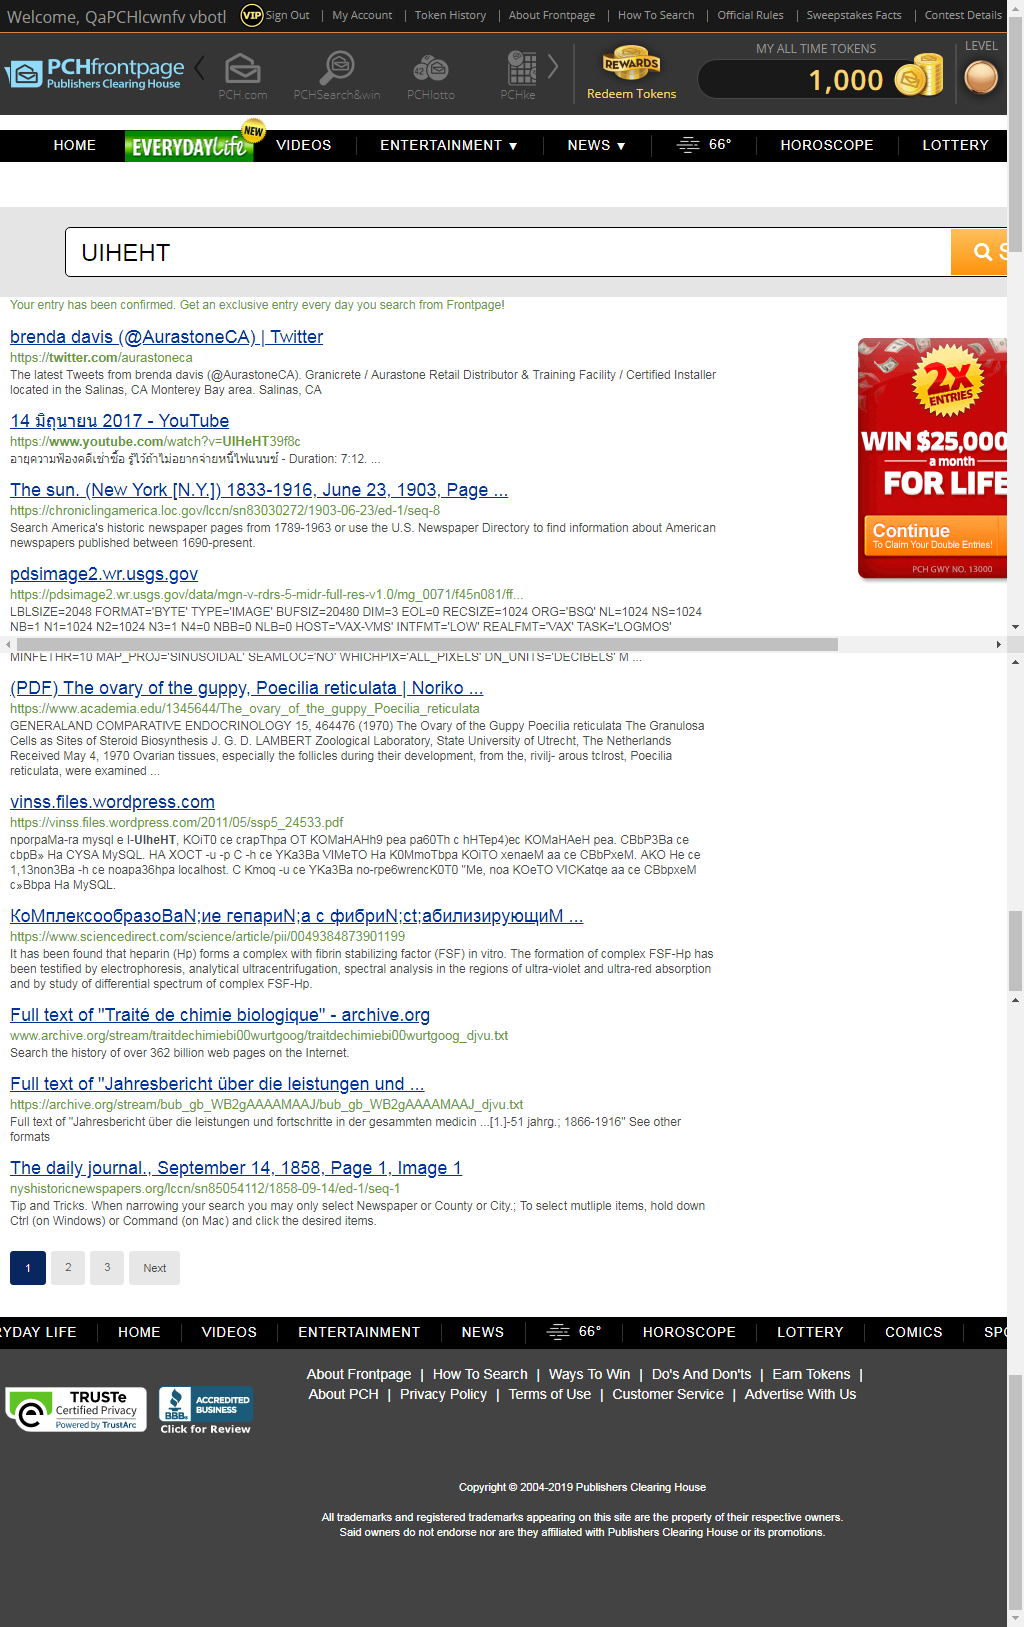 Welcome, QaPCHlcwnfv vbotl VIP Sign Out | My Account | Token History | About Frontpage | How To Search | Official Rules | Sweepstakes Facts | Contest Details
PCHfrontpage
Publishers Clearing House
PCH.com PCHSearch&win PCHlotto PCHke
REWARDS
Redeem Tokens
MY ALL TIME TOKENS
1,000
LEVEL
HOME EVERYDAY Life NEW VIDEOS ENTERTAINMENT ▼ NEWS ▼ 66° HOROSCOPE LOTTERY
UIHEHT
S
Your entry has been confirmed. Get an exclusive entry every day you search from Frontpage!
brenda davis (@AurastoneCA) | Twitter
https://twitter.com/aurastoneca
The latest Tweets from brenda davis (@AurastoneCA). Granicrete / Aurastone Retail Distributor & Training Facility / Certified Installer
located in the Salinas, CA Monterey Bay area. Salinas, CA
14 มิถุนายน 2017 - YouTube
https://www.youtube.com/watch?v=UIHeHT39f8c
อายุความฟ้องคดีเช่าซื้อ รู้ไว้ถ้าไม่อยากจ่ายหนี้ไฟแนนซ์ - Duration: 7:12. ...
The sun. (New York [N.Y.]) 1833-1916, June 23, 1903, Page ...
https://chroniclingamerica.loc.gov/lccn/sn83030272/1903-06-23/ed-1/seq-8
Search America's historic newspaper pages from 1789-1963 or use the U.S. Newspaper Directory to find information about American
newspapers published between 1690-present.
pdsimage2.wr.usgs.gov
https://pdsimage2.wr.usgs.gov/data/mgn-v-rdrs-5-midr-full-res-v1.0/mg_0071/f45n081/ff...
LBLSIZE=2048 FORMAT='BYTE' TYPE='IMAGE' BUFSIZ=20480 DIM=3 EOL=0 RECSIZE=1024 ORG='BSQ' NL=1024 NS=1024
NB=1 N1=1024 N2=1024 N3=1 N4=0 NBB=0 NLB=0 HOST='VAX-VMS' INTFMT='LOW' REALFMT='VAX' TASK='LOGMOS'
2X
ENTRIES
WIN $25,000
a month
FOR LIFE
Continue
To Claim Your Double Entries!
PCH GWY NO. 13000
MINFETHR=10 MAP_PROJ='SINUSOIDAL' SEAMLOC='NO' WHICHPIX='ALL_PIXELS' DN_UNITS='DECIBELS' M ...
(PDF) The ovary of the guppy, Poecilia reticulata | Noriko ...
https://www.academia.edu/1345644/The_ovary_of_the_guppy_Poecilia_reticulata
GENERALAND COMPARATIVE ENDOCRINOLOGY 15, 464476 (1970) The Ovary of the Guppy Poecilia reticulata The Granulosa
Cells as Sites of Steroid Biosynthesis J. G. D. LAMBERT Zoological Laboratory, State University of Utrecht, The Netherlands
Received May 4, 1970 Ovarian tissues, especially the follicles during their development, from the, rivilj- arous tclrost, Poecilia
reticulata, were examined ...
vinss.files.wordpress.com
https://vinss.files.wordpress.com/2011/05/ssp5_24533.pdf
nporpaMa-ra mysql e I-UIheHT, KOiT0 ce crapThpa OT KOMaHAHh9 pea pa60Th c hHTep4)ec KOMaHAeH pea. CBbP3Ba ce
cbpB» Ha CYSA MySQL. HA XOCT -u -p C -h ce YKa3Ba VIMeTO Ha K0MmoTbpa KOiTO xenaeM aa ce CBbPxeM. AKO He ce
1,13non3Ba -h ce noapa36hpa localhost. C Kmoq -u ce YKa3Ba no-rpe6wrencK0T0 "Me, noa KOeTO VICKatqe aa ce CBbpxeM
c»Bbpa Ha MySQL.
КоМплексообразоВаN;ие гепариN;а с фибриN;ct;абилизирующиМ ...
https://www.sciencedirect.com/science/article/pii/0049384873901199
It has been found that heparin (Hp) forms a complex with fibrin stabilizing factor (FSF) in vitro. The formation of complex FSF-Hp has
been testified by electrophoresis, analytical ultracentrifugation, spectral analysis in the regions of ultra-violet and ultra-red absorption
and by study of differential spectrum of complex FSF-Hp.
Full text of "Traité de chimie biologique" - archive.org
www.archive.org/stream/traitdechimiebi00wurtgoog/traitdechimiebi00wurtgoog_djvu.txt
Search the history of over 362 billion web pages on the Internet.
Full text of "Jahresbericht über die leistungen und ...
https://archive.org/stream/bub_gb_WB2gAAAAMAAJ/bub_gb_WB2gAAAAMAAJ_djvu.txt
Full text of "Jahresbericht über die leistungen und fortschritte in der gesammten medicin ...[1.]-51 jahrg.; 1866-1916" See other
formats
The daily journal., September 14, 1858, Page 1, Image 1
nyshistoricnewspapers.org/lccn/sn85054112/1858-09-14/ed-1/seq-1
Tip and Tricks. When narrowing your search you may only select Newspaper or County or City.; To select mutliple items, hold down
Ctrl (on Windows) or Command (on Mac) and click the desired items.
1 2 3 Next
RYDAY LIFE HOME VIDEOS ENTERTAINMENT NEWS 66° HOROSCOPE LOTTERY COMICS SPO
About Frontpage | How To Search | Ways To Win | Do's And Don'ts | Earn Tokens |
About PCH | Privacy Policy | Terms of Use | Customer Service | Advertise With Us
TRUSTe
Certified Privacy
Powered by TrustArc
BBB. ACCREDITED BUSINESS
Click for Review
Copyright © 2004-2019 Publishers Clearing House
All trademarks and registered trademarks appearing on this site are the property of their respective owners.
Said owners do not endorse nor are they affiliated with Publishers Clearing House or its promotions.